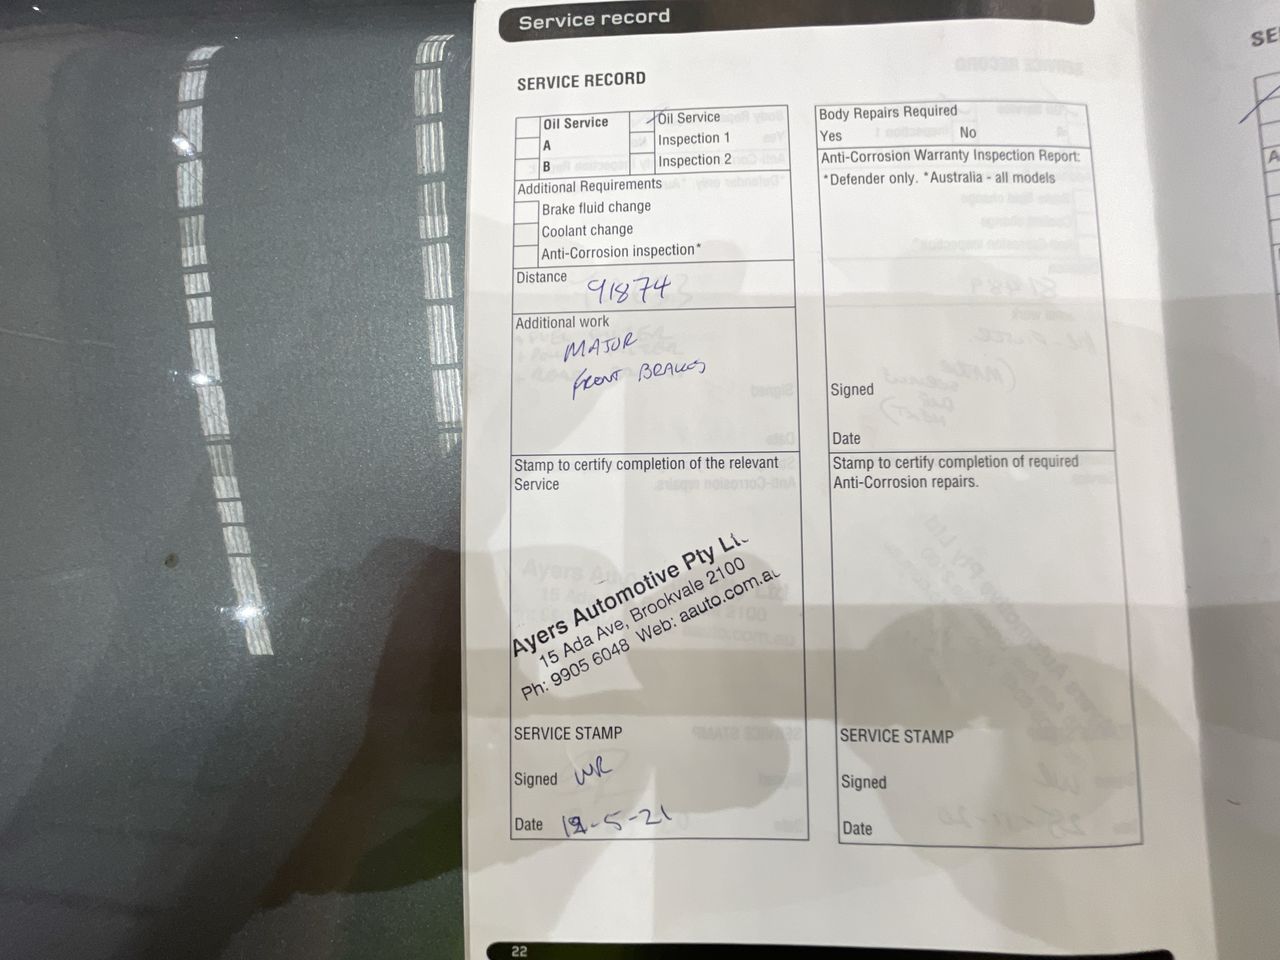 Service record
SERVICE RECORD
Oil Service
Oil Service
A
Inspection 1
B
Inspection 2
Additional Requirements
Brake fluid change
Coolant change
Anti-Corrosion inspection*
Distance 91874
Additional work
MAJOR
FRONT BRAKES
Stamp to certify completion of the relevant
Service
Ayers Automotive Pty
15 Ada Ave, Brookvale 2100
Ph: 9905 6048 Web: aauto.com.au
SERVICE STAMP
Signed WR
Date 12-5-21
Body Repairs Required
Yes No
Anti-Corrosion Warranty Inspection Report:
*Defender only. *Australia - all models
Signed
Date
Stamp to certify completion of required
Anti-Corrosion repairs.
SERVICE STAMP
Signed
Date
22